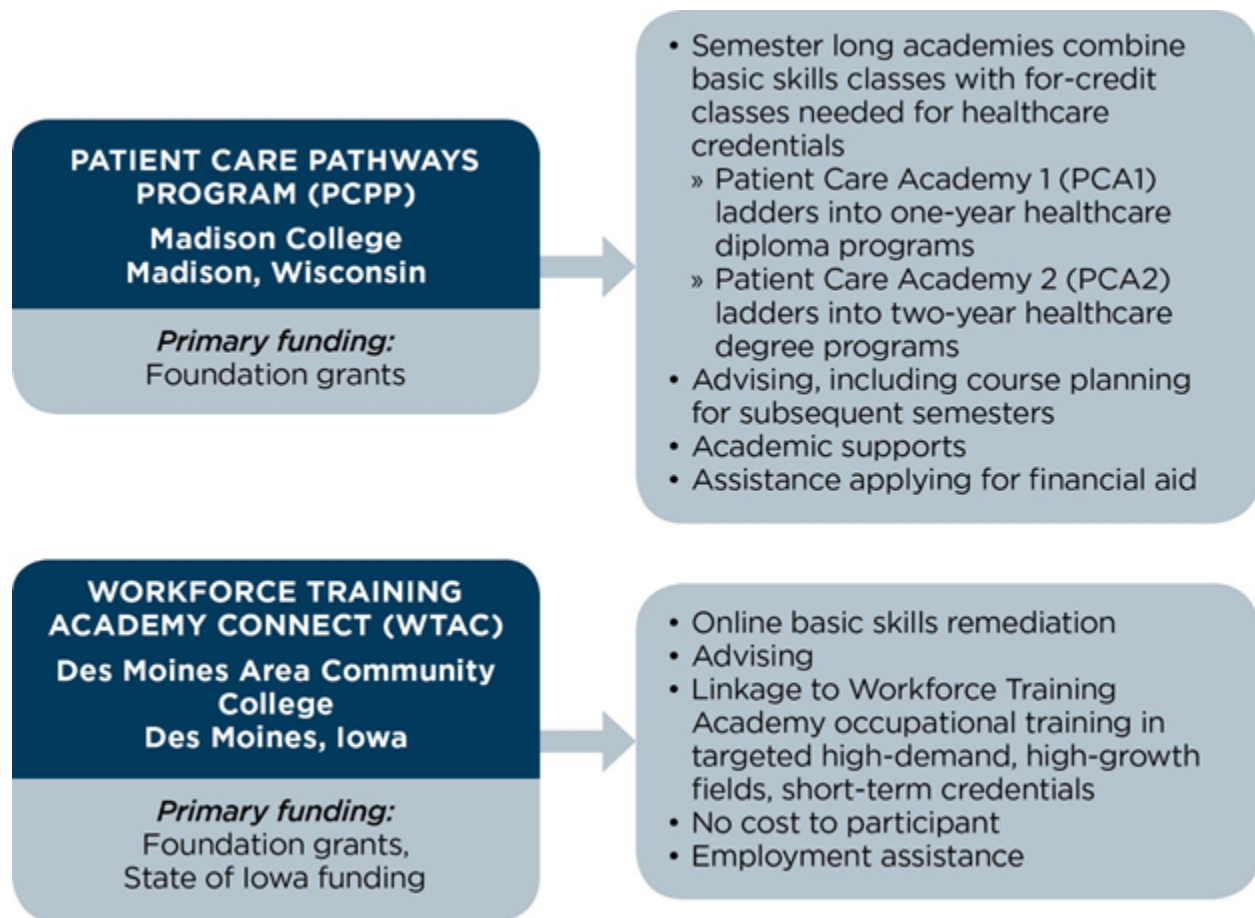 PATIENT CARE PATHWAYS
PROGRAM (PCPP)
Madison College
Madison, Wisconsin
Primary funding:
Foundation grants
• Semester long academies combine
basic skills classes with for-credit
classes needed for healthcare
credentials
» Patient Care Academy 1 (PCA1)
ladders into one-year healthcare
diploma programs
» Patient Care Academy 2 (PCA2)
ladders into two-year healthcare
degree programs
• Advising, including course planning
for subsequent semesters
• Academic supports
• Assistance applying for financial aid
WORKFORCE TRAINING
ACADEMY CONNECT (WTAC)
Des Moines Area Community
College
Des Moines, Iowa
Primary funding:
Foundation grants,
State of Iowa funding
• Online basic skills remediation
• Advising
• Linkage to Workforce Training
Academy occupational training in
targeted high-demand, high-growth
fields, short-term credentials
• No cost to participant
• Employment assistance